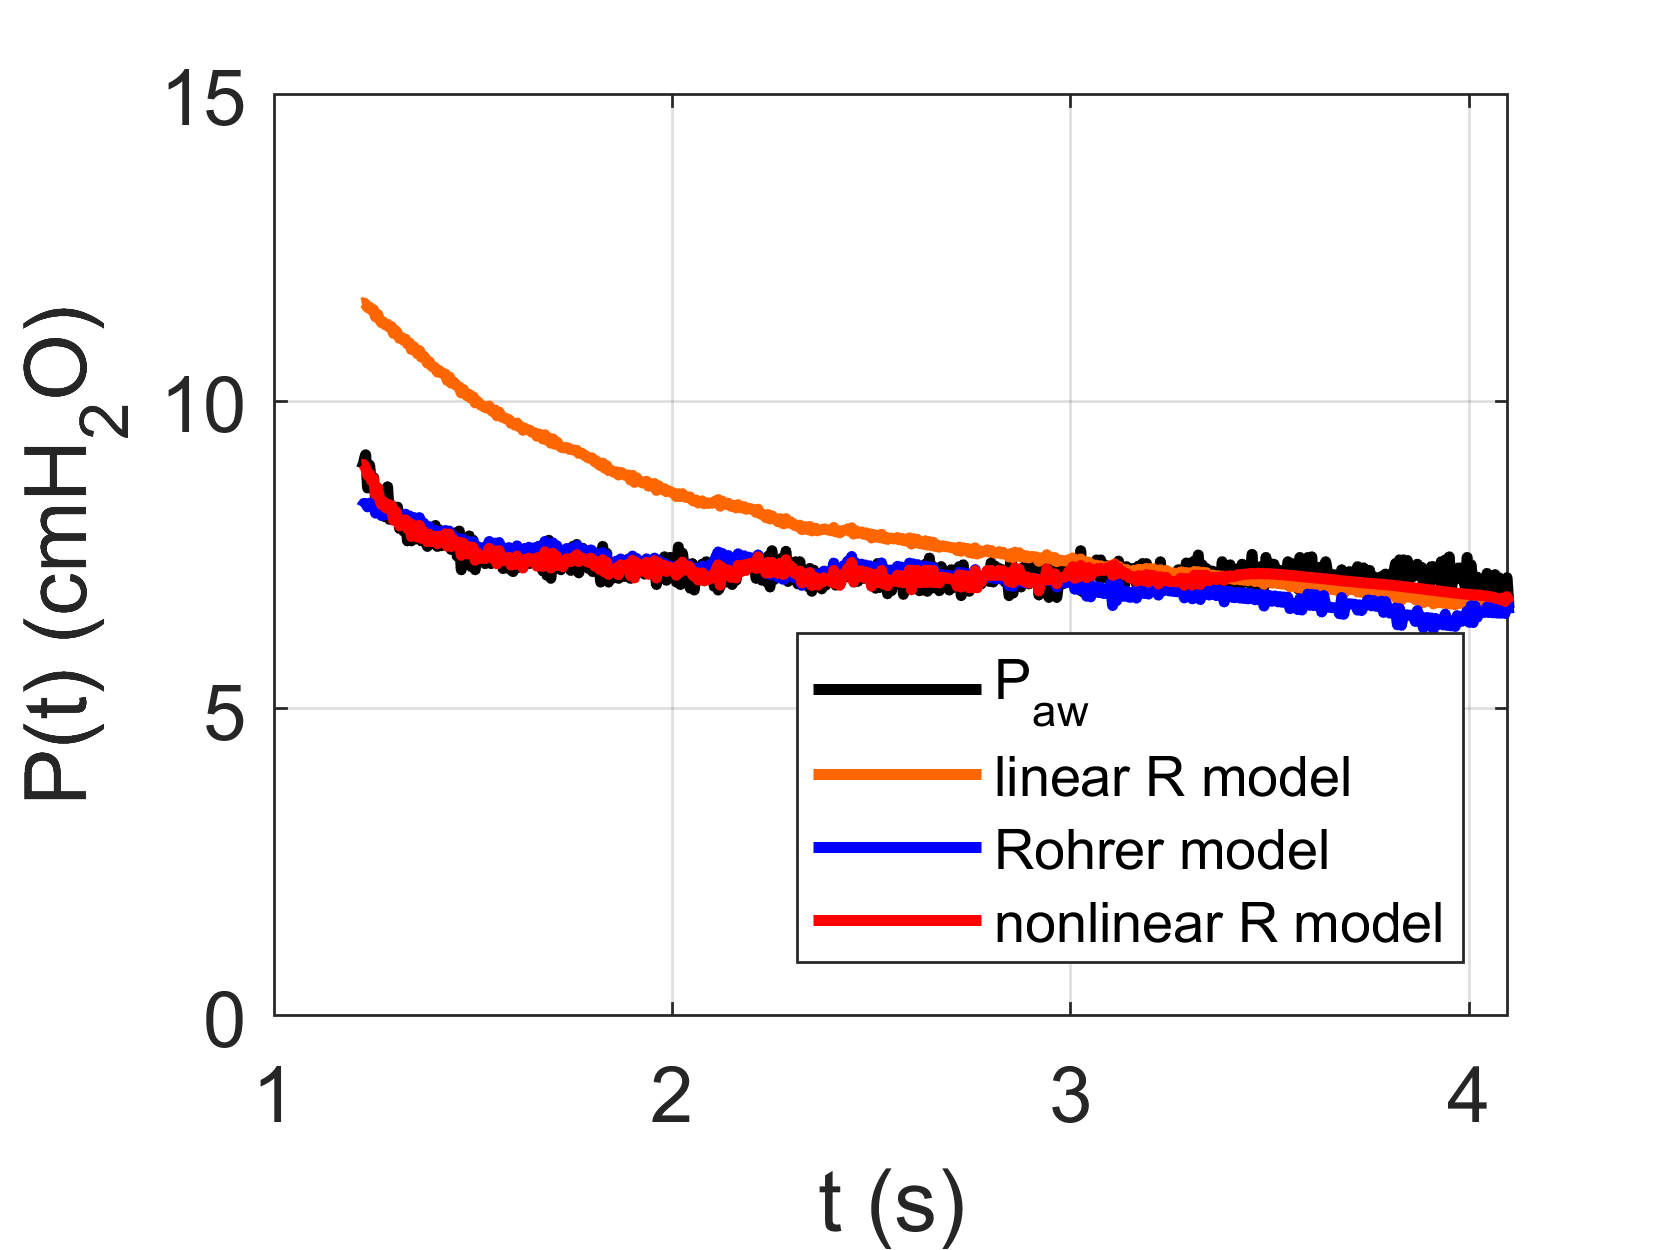 15
10
5
0
P(t) (cmH2O)
1 2 3 4
t (s)
Paw
linear R model
Rohrer model
nonlinear R model